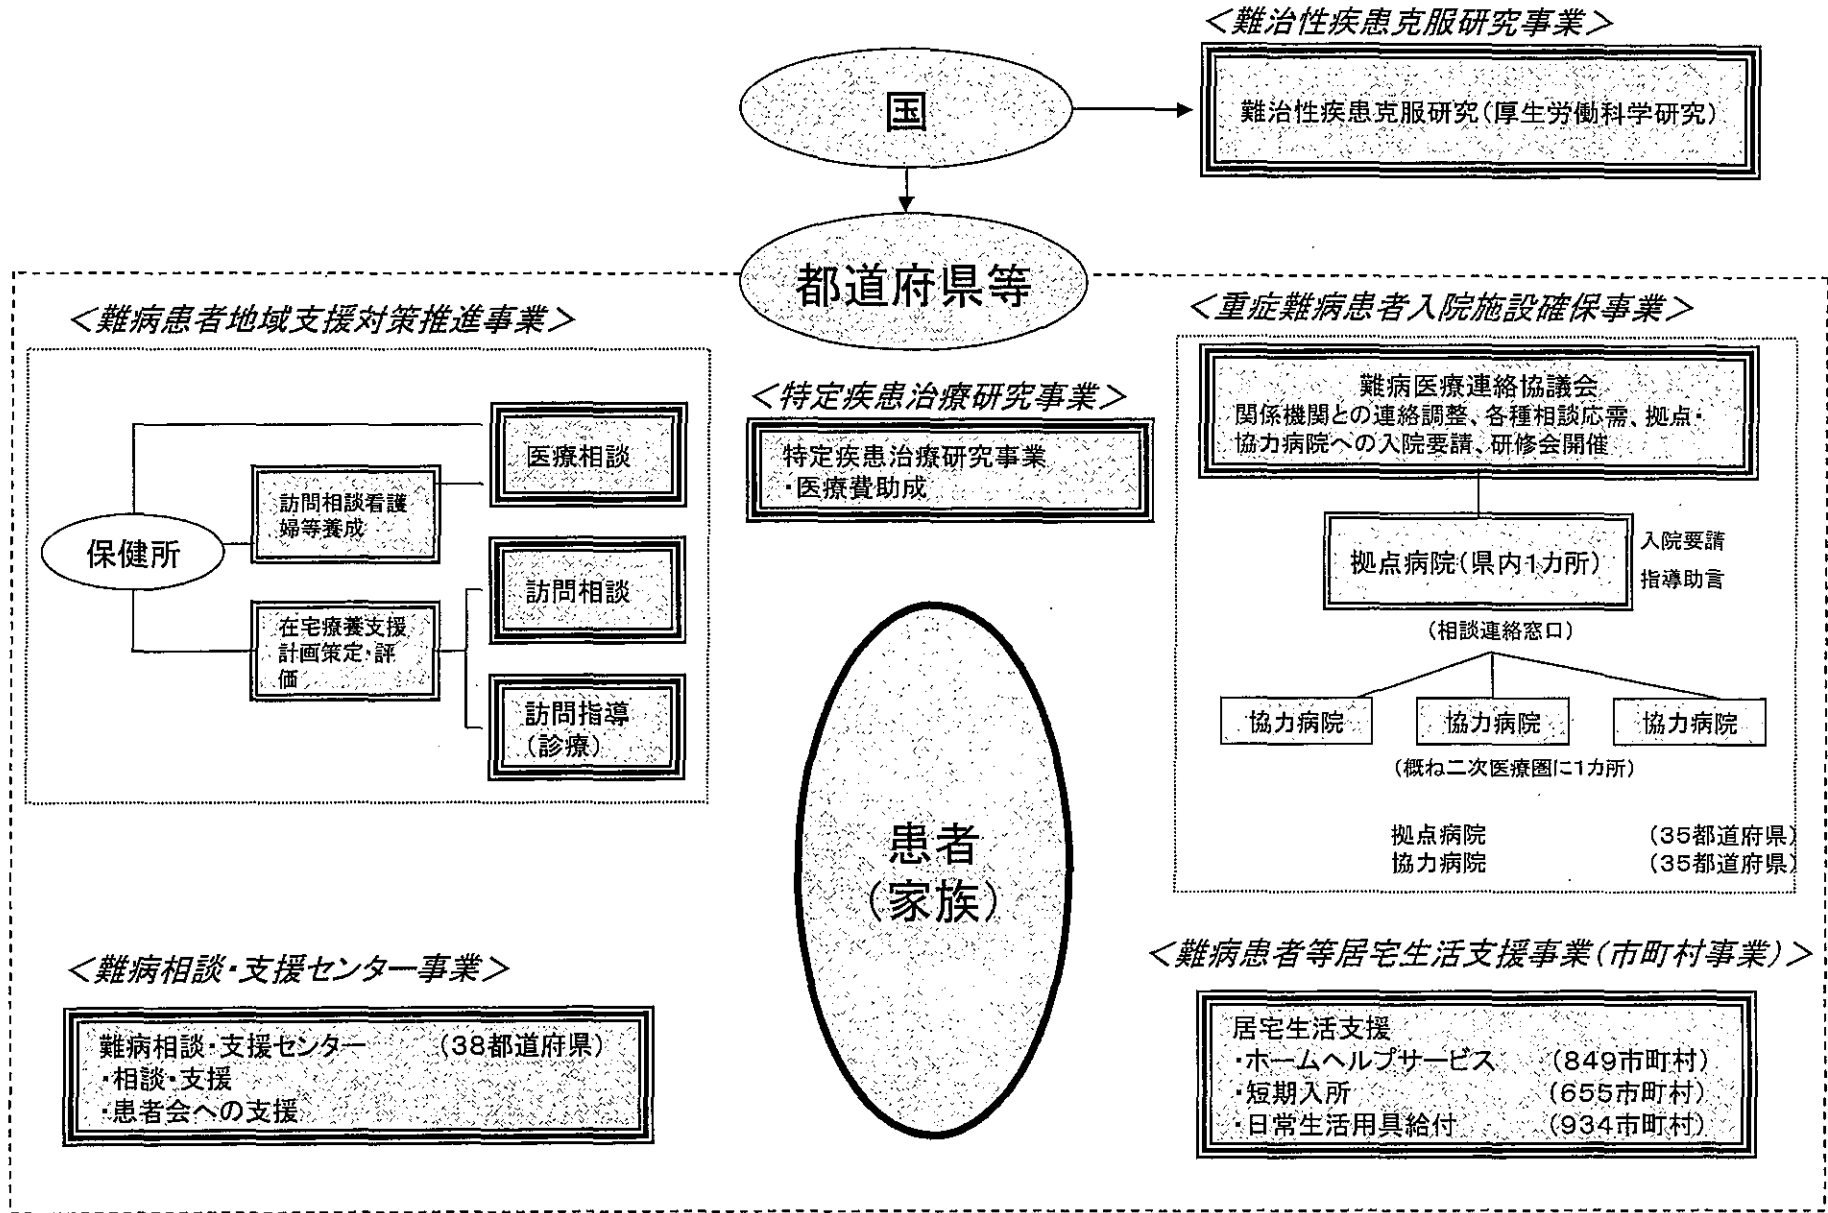 ＜難治性疾患克服研究事業＞
難治性疾患克服研究(厚生労働科学研究)
国
都道府県等
＜難病患者地域支援対策推進事業＞
保健所
医療相談
訪問相談看護
婦等養成
訪問相談
在宅療養支援
計画策定・評
価
訪問指導
(診療)
＜特定疾患治療研究事業＞
特定疾患治療研究事業
・医療費助成
＜重症難病患者入院施設確保事業＞
難病医療連絡協議会
関係機関との連絡調整、各種相談応需、拠点・
協力病院への入院要請、研修会開催
拠点病院(県内1カ所)
入院要請
指導助言
(相談連絡窓口)
協力病院
協力病院
協力病院
(概ね二次医療圏に1カ所)
拠点病院 (35都道府県)
協力病院 (35都道府県)
患者
(家族)
＜難病相談・支援センター事業＞
難病相談・支援センター (38都道府県)
・相談・支援
・患者会への支援
＜難病患者等居宅生活支援事業(市町村事業)＞
居宅生活支援
・ホームヘルプサービス (849市町村)
・短期入所 (655市町村)
・日常生活用具給付 (934市町村)